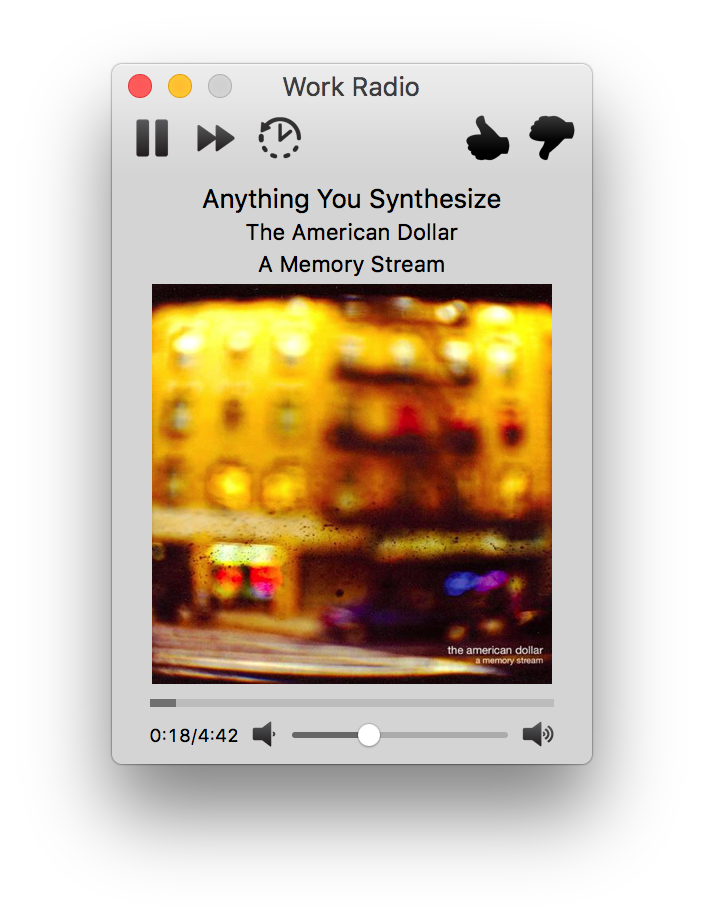 Work Radio
Anything You Synthesize
The American Dollar
A Memory Stream
the american dollar
a memory stream
0:18/4:42